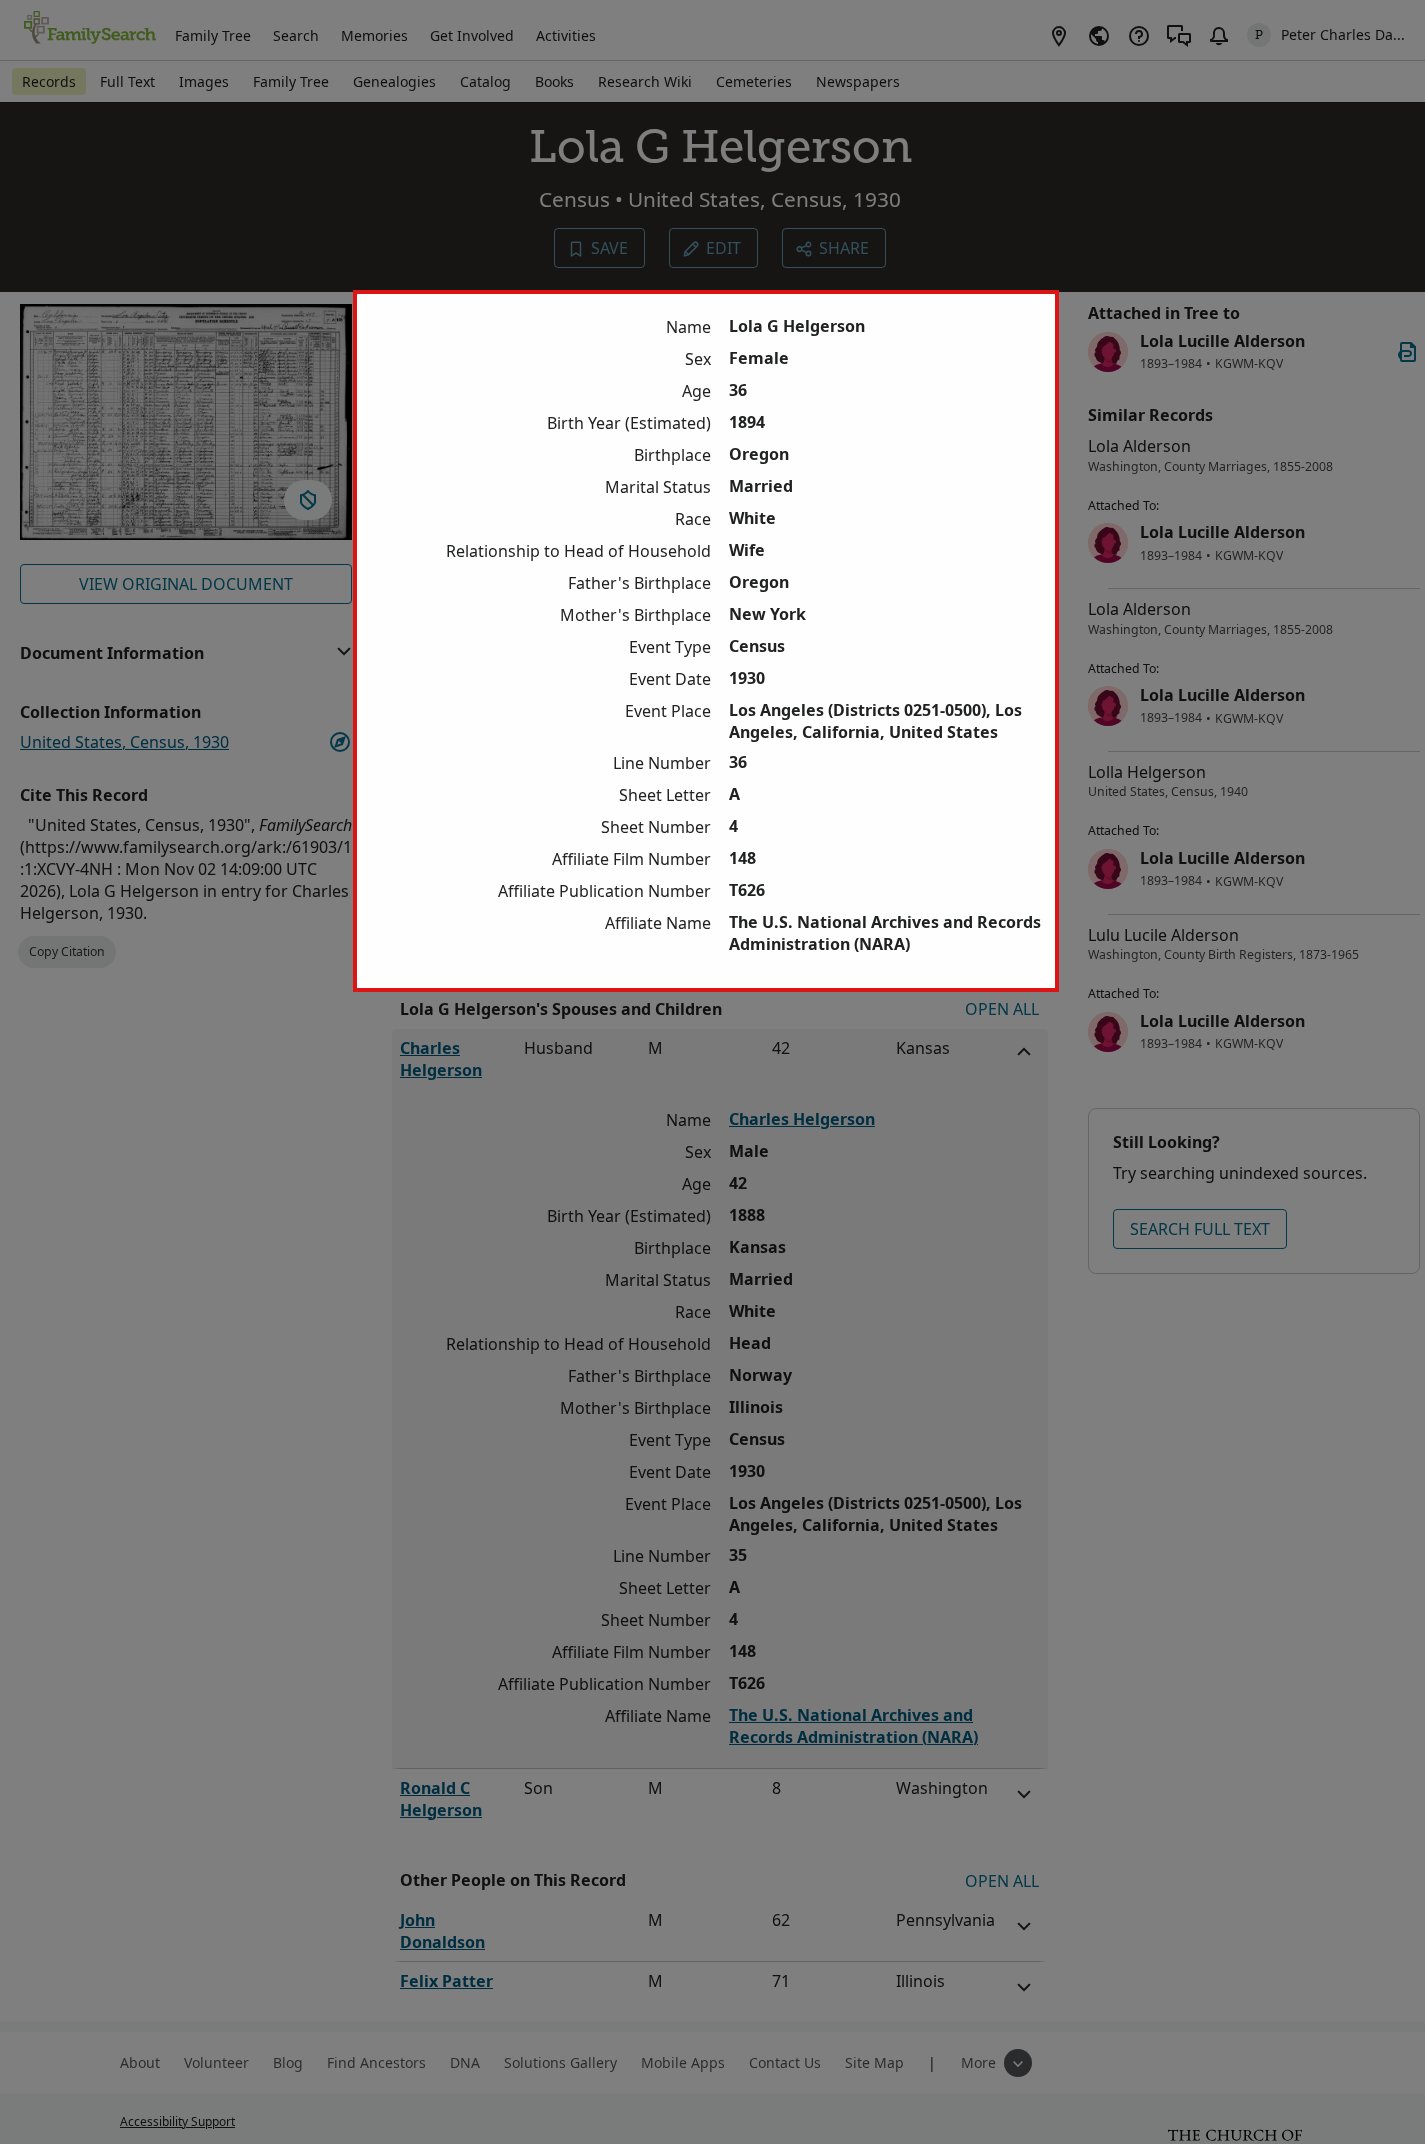 FamilySearch
Family Tree Search Memories Get Involved Activities
P Peter Charles Da...
Records Full Text Images Family Tree Genealogies Catalog Books Research Wiki Cemeteries Newspapers
Lola G Helgerson
Census • United States, Census, 1930
SAVE EDIT SHARE
VIEW ORIGINAL DOCUMENT
Document Information
Collection Information
United States, Census, 1930
Cite This Record
"United States, Census, 1930", FamilySearch
(https://www.familysearch.org/ark:/61903/1
:1:XCVY-4NH : Mon Nov 02 14:09:00 UTC
2026), Lola G Helgerson in entry for Charles
Helgerson, 1930.
Copy Citation
Name Lola G Helgerson
Sex Female
Age 36
Birth Year (Estimated) 1894
Birthplace Oregon
Marital Status Married
Race White
Relationship to Head of Household Wife
Father's Birthplace Oregon
Mother's Birthplace New York
Event Type Census
Event Date 1930
Event Place Los Angeles (Districts 0251-0500), Los
Angeles, California, United States
Line Number 36
Sheet Letter A
Sheet Number 4
Affiliate Film Number 148
Affiliate Publication Number T626
Affiliate Name The U.S. National Archives and Records
Administration (NARA)
Lola G Helgerson's Spouses and Children OPEN ALL
Charles Husband M 42 Kansas
Helgerson
Name Charles Helgerson
Sex Male
Age 42
Birth Year (Estimated) 1888
Birthplace Kansas
Marital Status Married
Race White
Relationship to Head of Household Head
Father's Birthplace Norway
Mother's Birthplace Illinois
Event Type Census
Event Date 1930
Event Place Los Angeles (Districts 0251-0500), Los
Angeles, California, United States
Line Number 35
Sheet Letter A
Sheet Number 4
Affiliate Film Number 148
Affiliate Publication Number T626
Affiliate Name The U.S. National Archives and
Records Administration (NARA)
Ronald C Son M 8 Washington
Helgerson
Other People on This Record OPEN ALL
John M 62 Pennsylvania
Donaldson
Felix Patter M 71 Illinois
Attached in Tree to
Lola Lucille Alderson
1893–1984 • KGWM-KQV
Similar Records
Lola Alderson
Washington, County Marriages, 1855-2008
Attached To:
Lola Lucille Alderson
1893–1984 • KGWM-KQV
Lola Alderson
Washington, County Marriages, 1855-2008
Attached To:
Lola Lucille Alderson
1893–1984 • KGWM-KQV
Lolla Helgerson
United States, Census, 1940
Attached To:
Lola Lucille Alderson
1893–1984 • KGWM-KQV
Lulu Lucile Alderson
Washington, County Birth Registers, 1873-1965
Attached To:
Lola Lucille Alderson
1893–1984 • KGWM-KQV
Still Looking?
Try searching unindexed sources.
SEARCH FULL TEXT
About Volunteer Blog Find Ancestors DNA Solutions Gallery Mobile Apps Contact Us Site Map | More
Accessibility Support
THE CHURCH OF